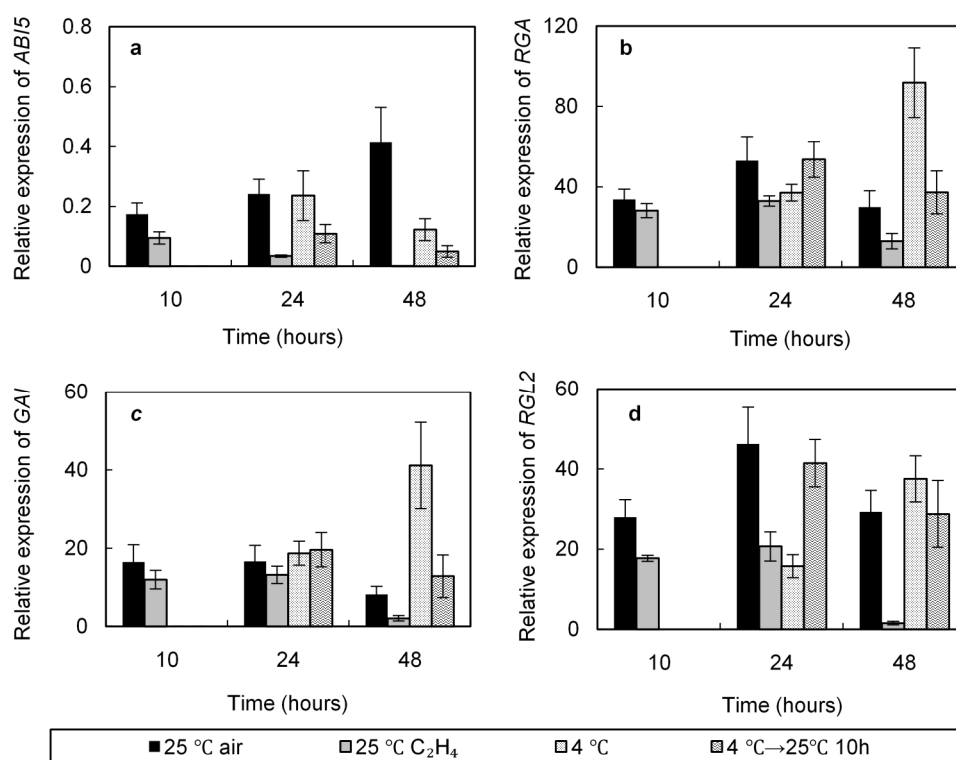 a
Relative expression of ABI5
0.8
0.6
0.4
0.2
0
10 24 48
Time (hours)
b
Relative expression of RGA
120
80
40
0
10 24 48
Time (hours)
c
Relative expression of GAI
60
40
20
0
10 24 48
Time (hours)
d
Relative expression of RGL2
60
40
20
0
10 24 48
Time (hours)
25 ℃ air 25 ℃ C₂H₄ 4 ℃ 4 ℃→25℃ 10h